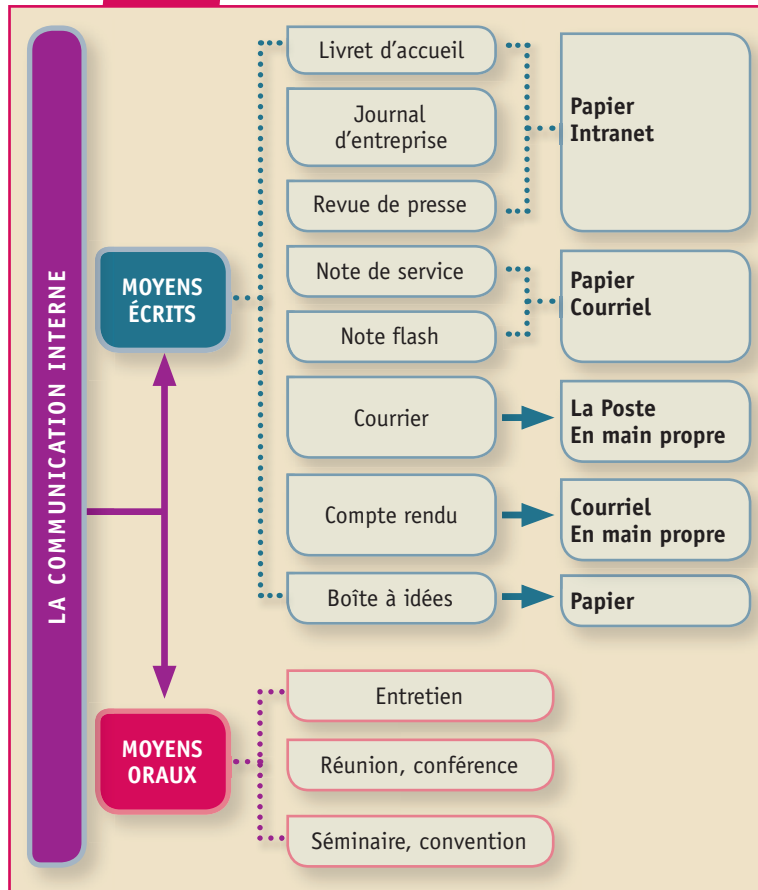 LA COMMUNICATION INTERNE
MOYENS
ÉCRITS
Livret d'accueil
Journal
d'entreprise
Revue de presse
Papier
Intranet
Note de service
Note flash
Papier
Courriel
Courrier
La Poste
En main propre
Compte rendu
Courriel
En main propre
Boîte à idées
Papier
MOYENS
ORAUX
Entretien
Réunion, conférence
Séminaire, convention